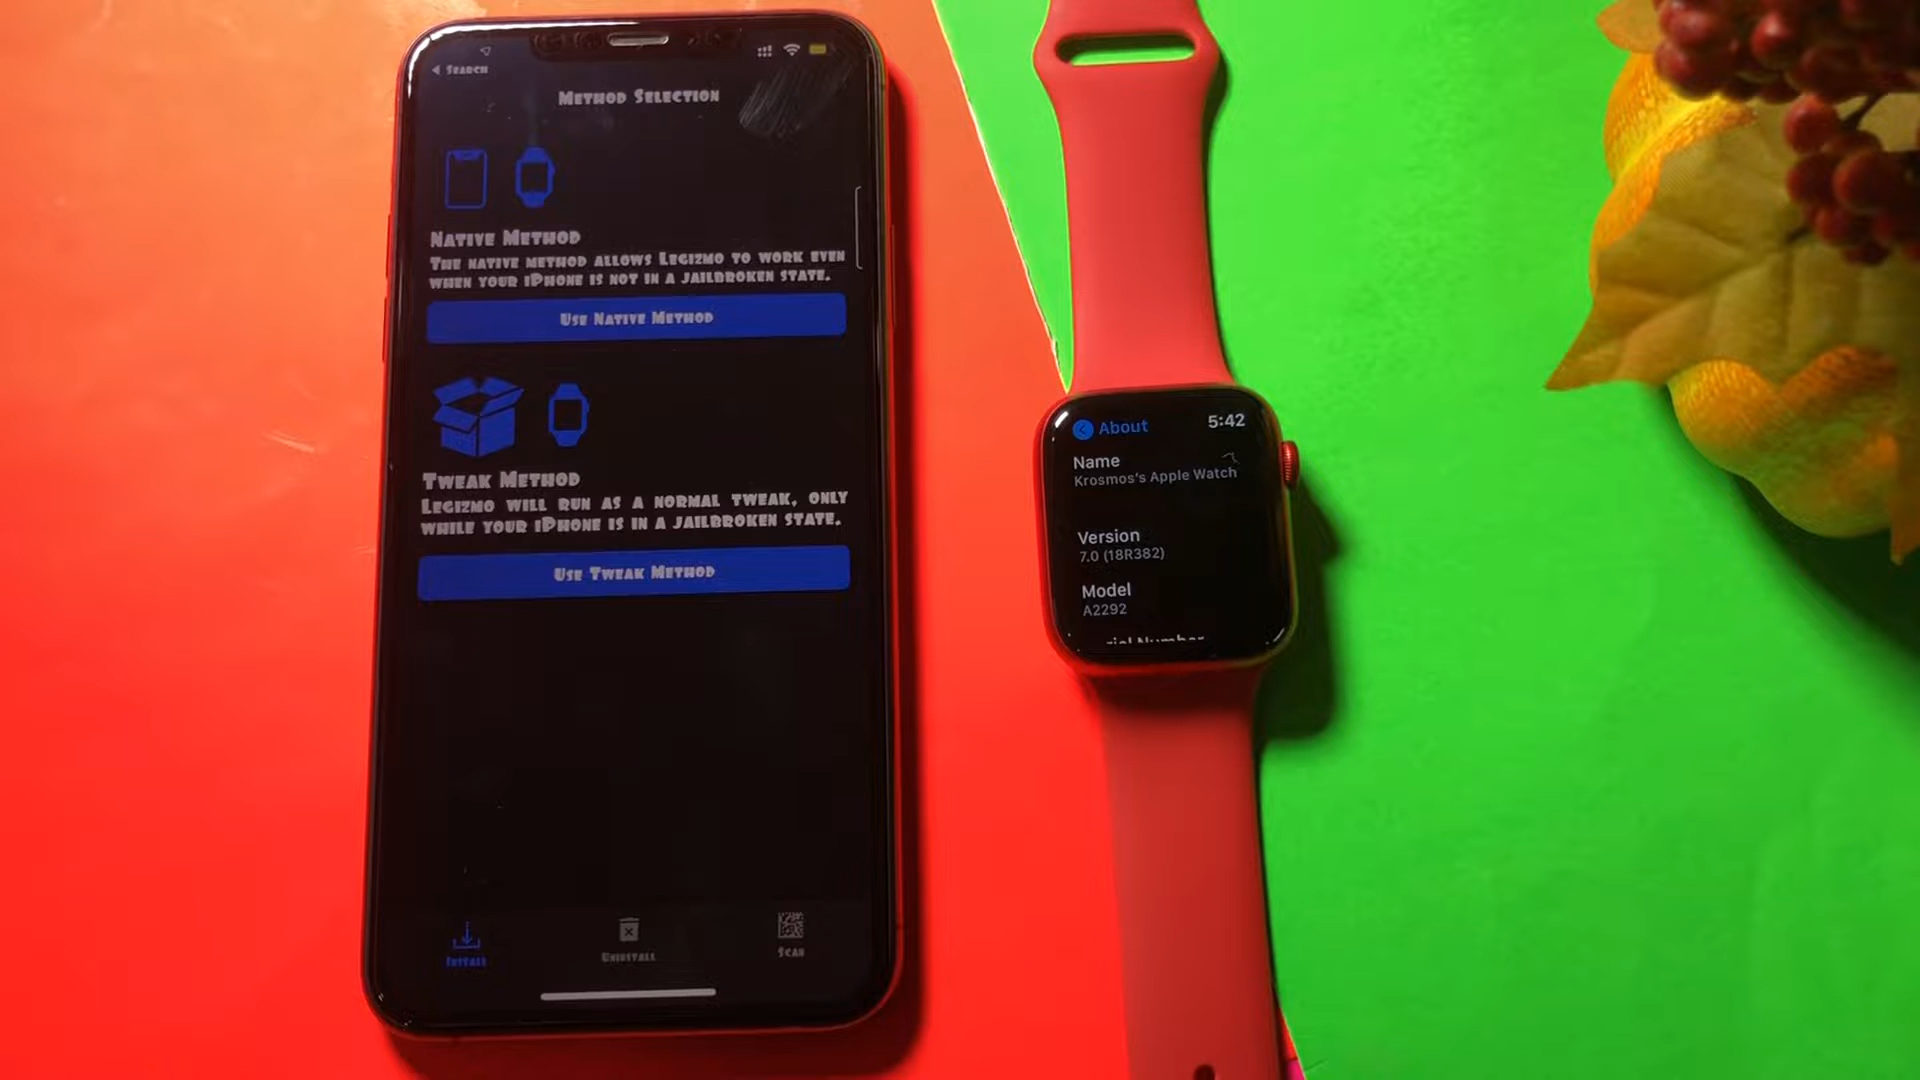 SEARCH
METHOD SELECTION
NATIVE METHOD
THE NATIVE METHOD ALLOWS LEGIZMO TO WORK EVEN
WHEN YOUR IPHONE IS NOT IN A JAILBROKEN STATE.
USE NATIVE METHOD
TWEAK METHOD
LEGIZMO WILL RUN AS A NORMAL TWEAK, ONLY
WHILE YOUR IPHONE IS IN A JAILBROKEN STATE.
USE TWEAK METHOD
INSTALL
UNINSTALL
SCAN
About
5:42
Name
Krosmos's Apple Watch
Version
7.0 (18R382)
Model
A2292
Number